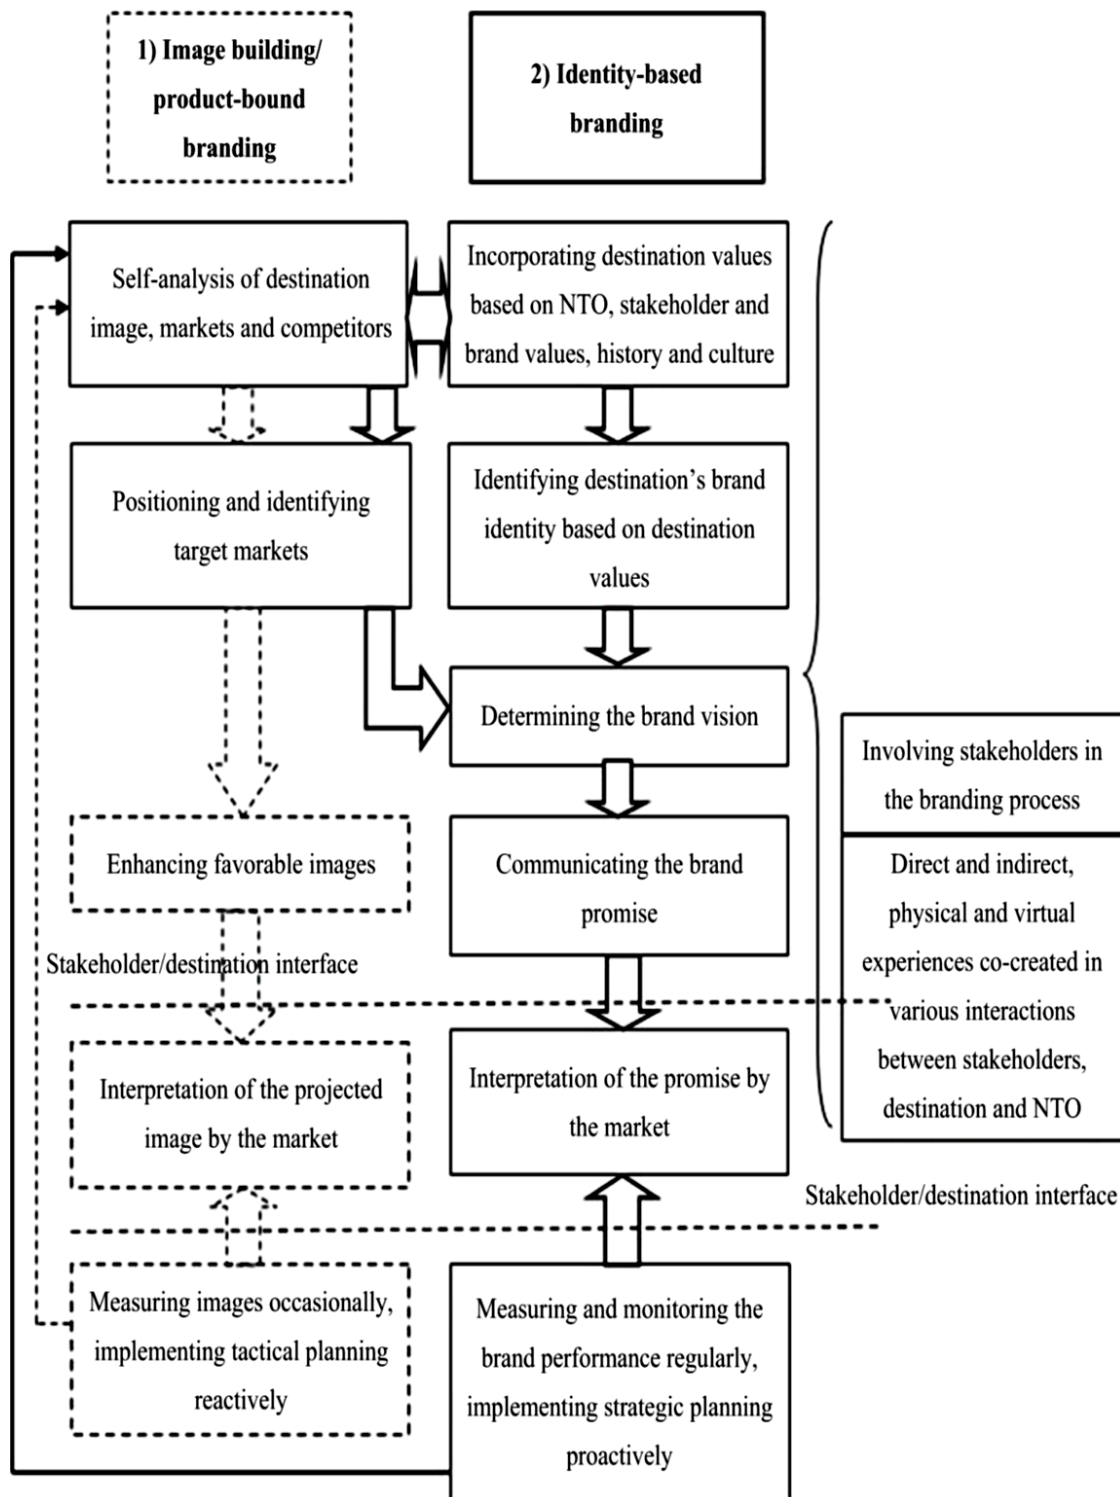 1) Image building/
product-bound
branding
2) Identity-based
branding
Self-analysis of destination
image, markets and competitors
Incorporating destination values
based on NTO, stakeholder and
brand values, history and culture
Positioning and identifying
target markets
Identifying destination’s brand
identity based on destination
values
Determining the brand vision
Involving stakeholders in
the branding process
Enhancing favorable images
Communicating the brand
promise
Direct and indirect,
physical and virtual
experiences co-created in
various interactions
between stakeholders,
destination and NTO
Stakeholder/destination interface
Interpretation of the projected
image by the market
Interpretation of the promise by
the market
Stakeholder/destination interface
Measuring images occasionally,
implementing tactical planning
reactively
Measuring and monitoring the
brand performance regularly,
implementing strategic planning
proactively